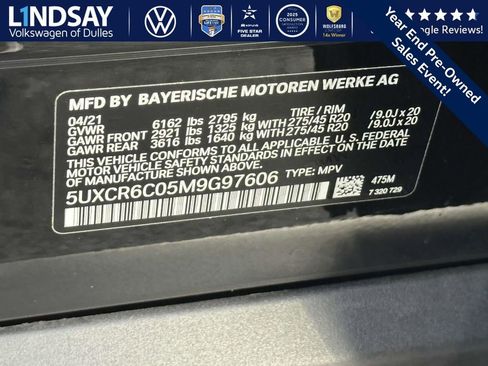 LINDSAY
Volkswagen of Dulles
FIVE STAR DEALER
2025
CONSUMER
WOLFSBURG
14x Winner
Google Reviews!
Year End Pre-Owned
Sales Event!
MFD BY BAYERISCHE MOTOREN WERKE AG
04/21
GVWR 6162 lbs 2795 kg TIRE / RIM
GAWR FRONT 2921 lbs 1325 kg WITH 275/45 R20 /9.0J x 20
GAWR REAR 3616 lbs 1640 kg WITH 275/45 R20 /9.0J x 20
THIS VEHICLE CONFORMS TO ALL APPLICABLE U.S. FEDERAL
MOTOR VEHICLE SAFETY STANDARDS IN EFFECT ON THE DATE
OF MANUFACTURE SHOWN ABOVE.
5UXCR6C05M9G97606 TYPE: MPV
475M
7 320 729